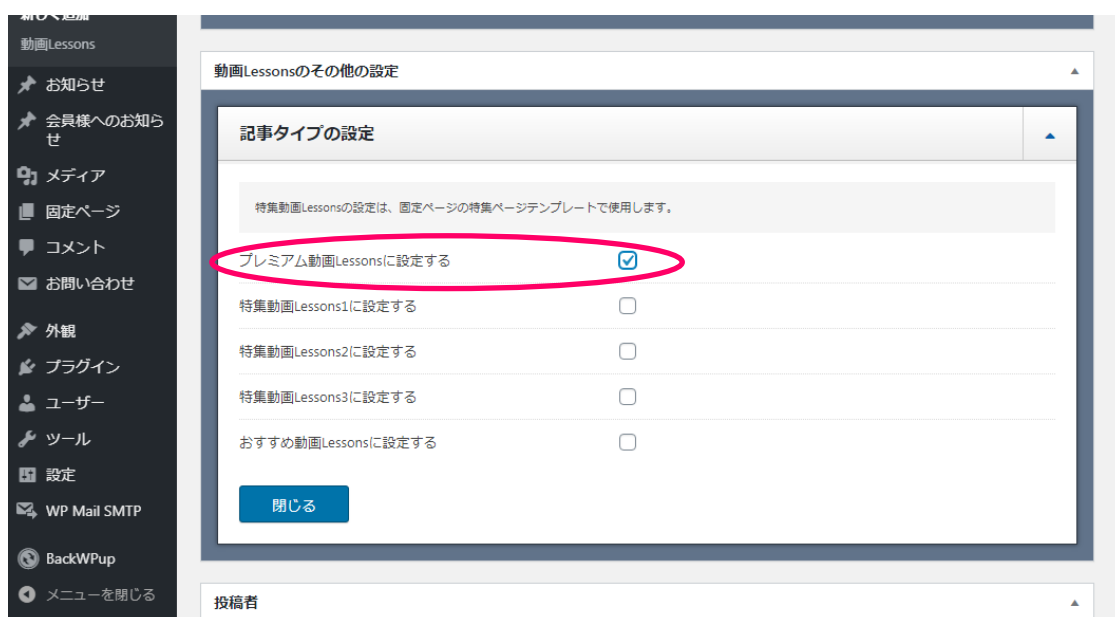 新しく追加
動画Lessons
お知らせ
会員様へのお知ら
せ
メディア
固定ページ
コメント
お問い合わせ
外観
プラグイン
ユーザー
ツール
設定
WP Mail SMTP
BackWPup
メニューを閉じる
動画Lessonsのその他の設定
記事タイプの設定
特集動画Lessonsの設定は、固定ページの特集ページテンプレートで使用します。
プレミアム動画Lessonsに設定する
特集動画Lessons1に設定する
特集動画Lessons2に設定する
特集動画Lessons3に設定する
おすすめ動画Lessonsに設定する
閉じる
投稿者